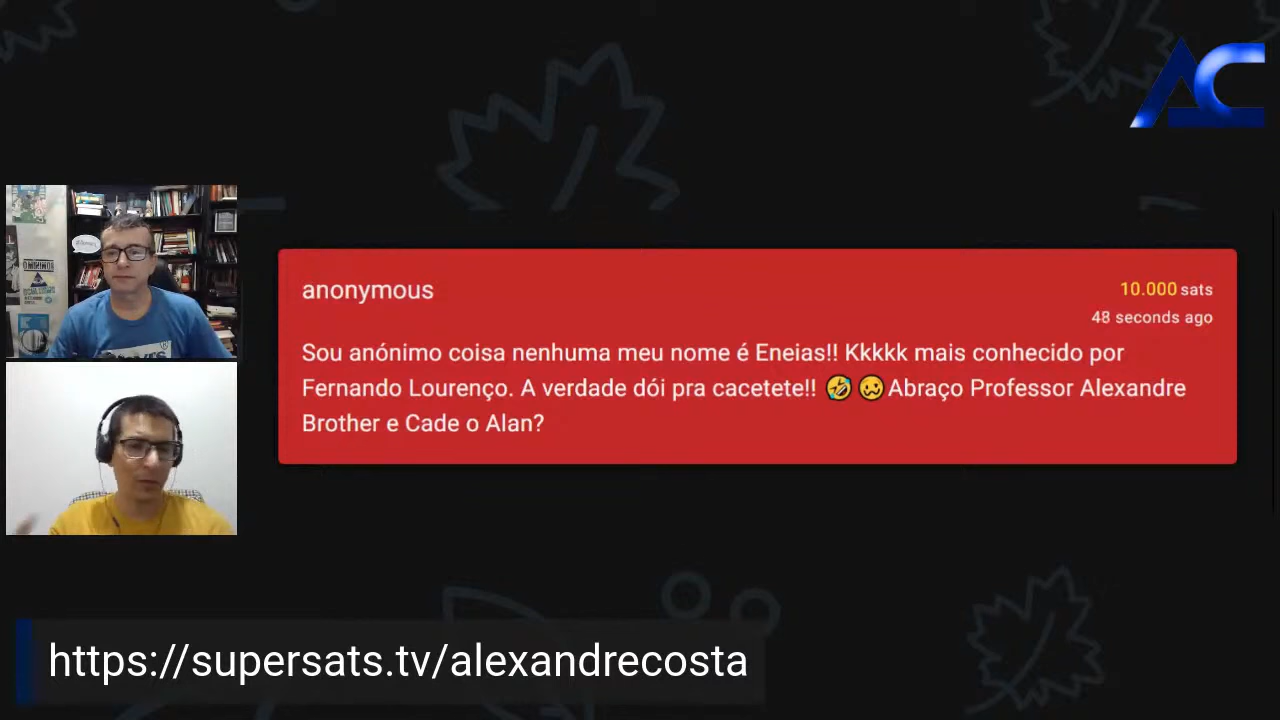 AC
anonymous
10.000 sats
48 seconds ago
Sou anónimo coisa nenhuma meu nome é Eneias!! Kkkkk mais conhecido por
Fernando Lourenço. A verdade dói pra cacetete!! 🤣🥴Abraço Professor Alexandre
Brother e Cade o Alan?
https://supersats.tv/alexandrecosta